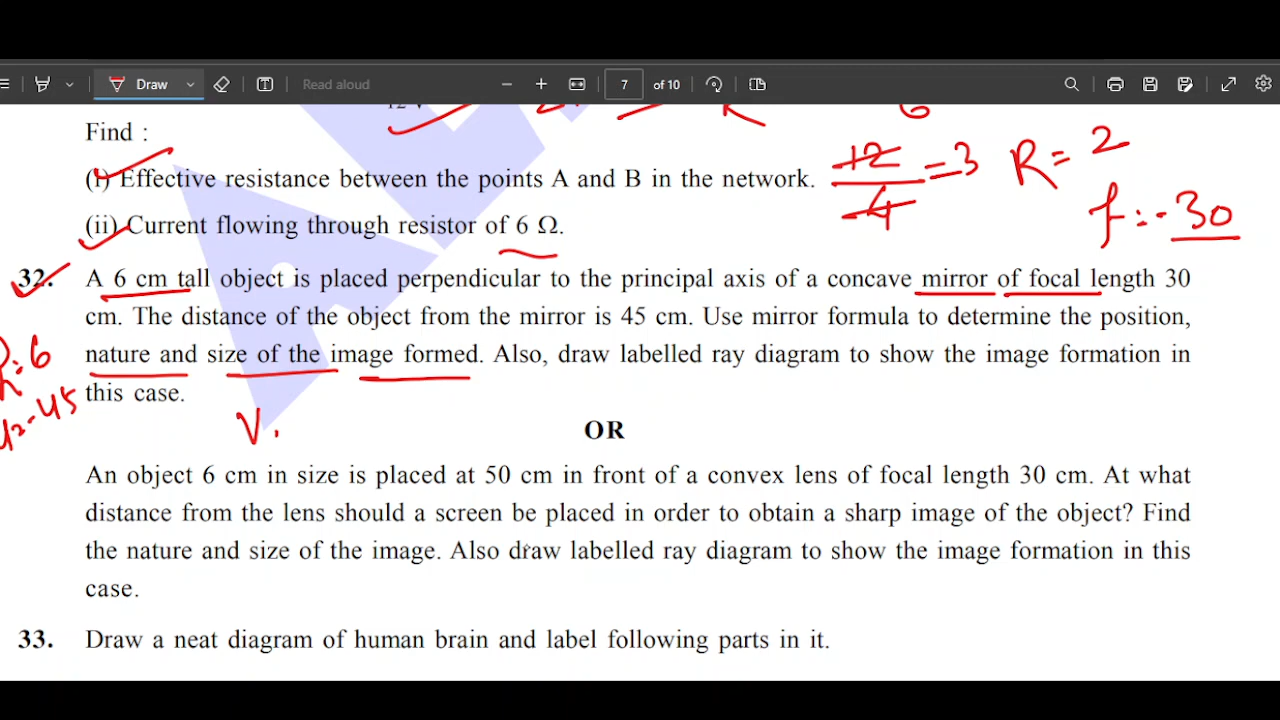 Draw
Read aloud
7
of 10
12 V
6
Find :
(i) Effective resistance between the points A and B in the network.
12/4 = 3
R = 2
(ii) Current flowing through resistor of 6 Ω.
f = -30
32. A 6 cm tall object is placed perpendicular to the principal axis of a concave mirror of focal length 30
cm. The distance of the object from the mirror is 45 cm. Use mirror formula to determine the position,
nature and size of the image formed. Also, draw labelled ray diagram to show the image formation in
this case.
= 6
-45
V
OR
An object 6 cm in size is placed at 50 cm in front of a convex lens of focal length 30 cm. At what
distance from the lens should a screen be placed in order to obtain a sharp image of the object? Find
the nature and size of the image. Also draw labelled ray diagram to show the image formation in this
case.
33. Draw a neat diagram of human brain and label following parts in it.